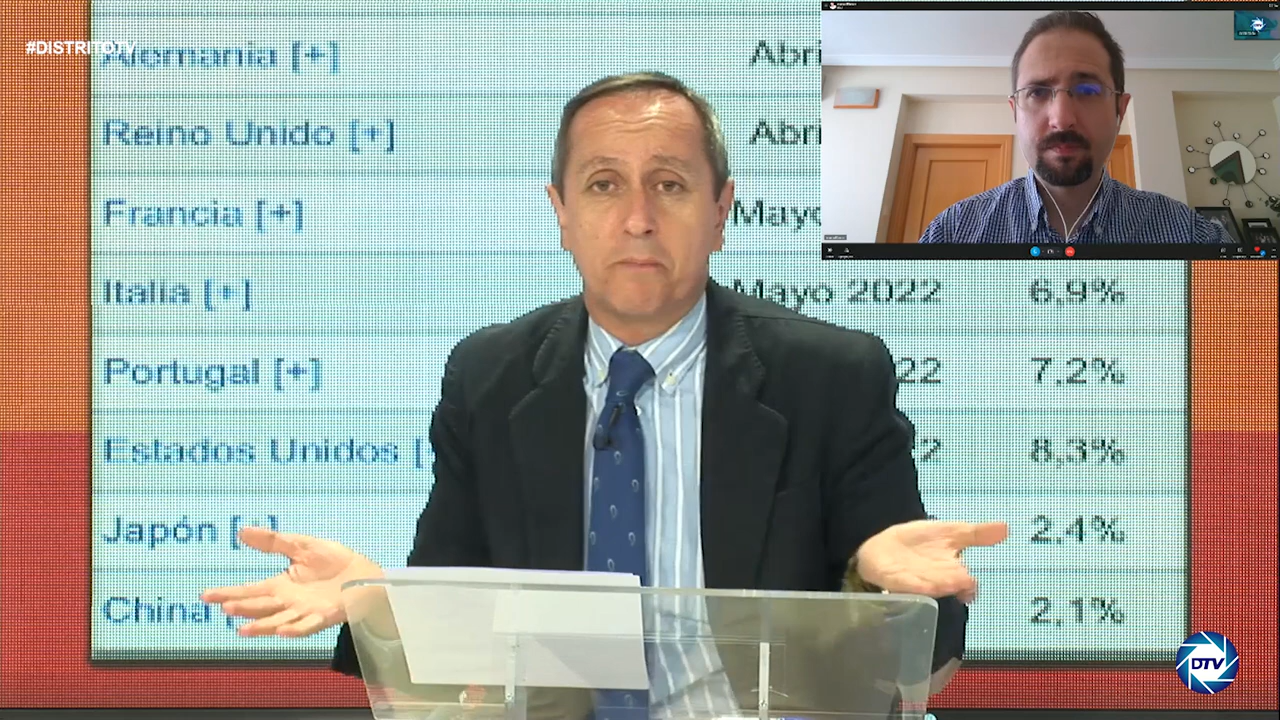 #DISTRITOTV
Alemania [+] Abri
Reino Unido [+] Abri
Francia [+] Mayo
Italia [+] Mayo 2022 6,9%
Portugal [+] 22 7,2%
Estados Unidos [ 2 8,3%
Japón [+] 2,4%
China [ 2,1%
DTV